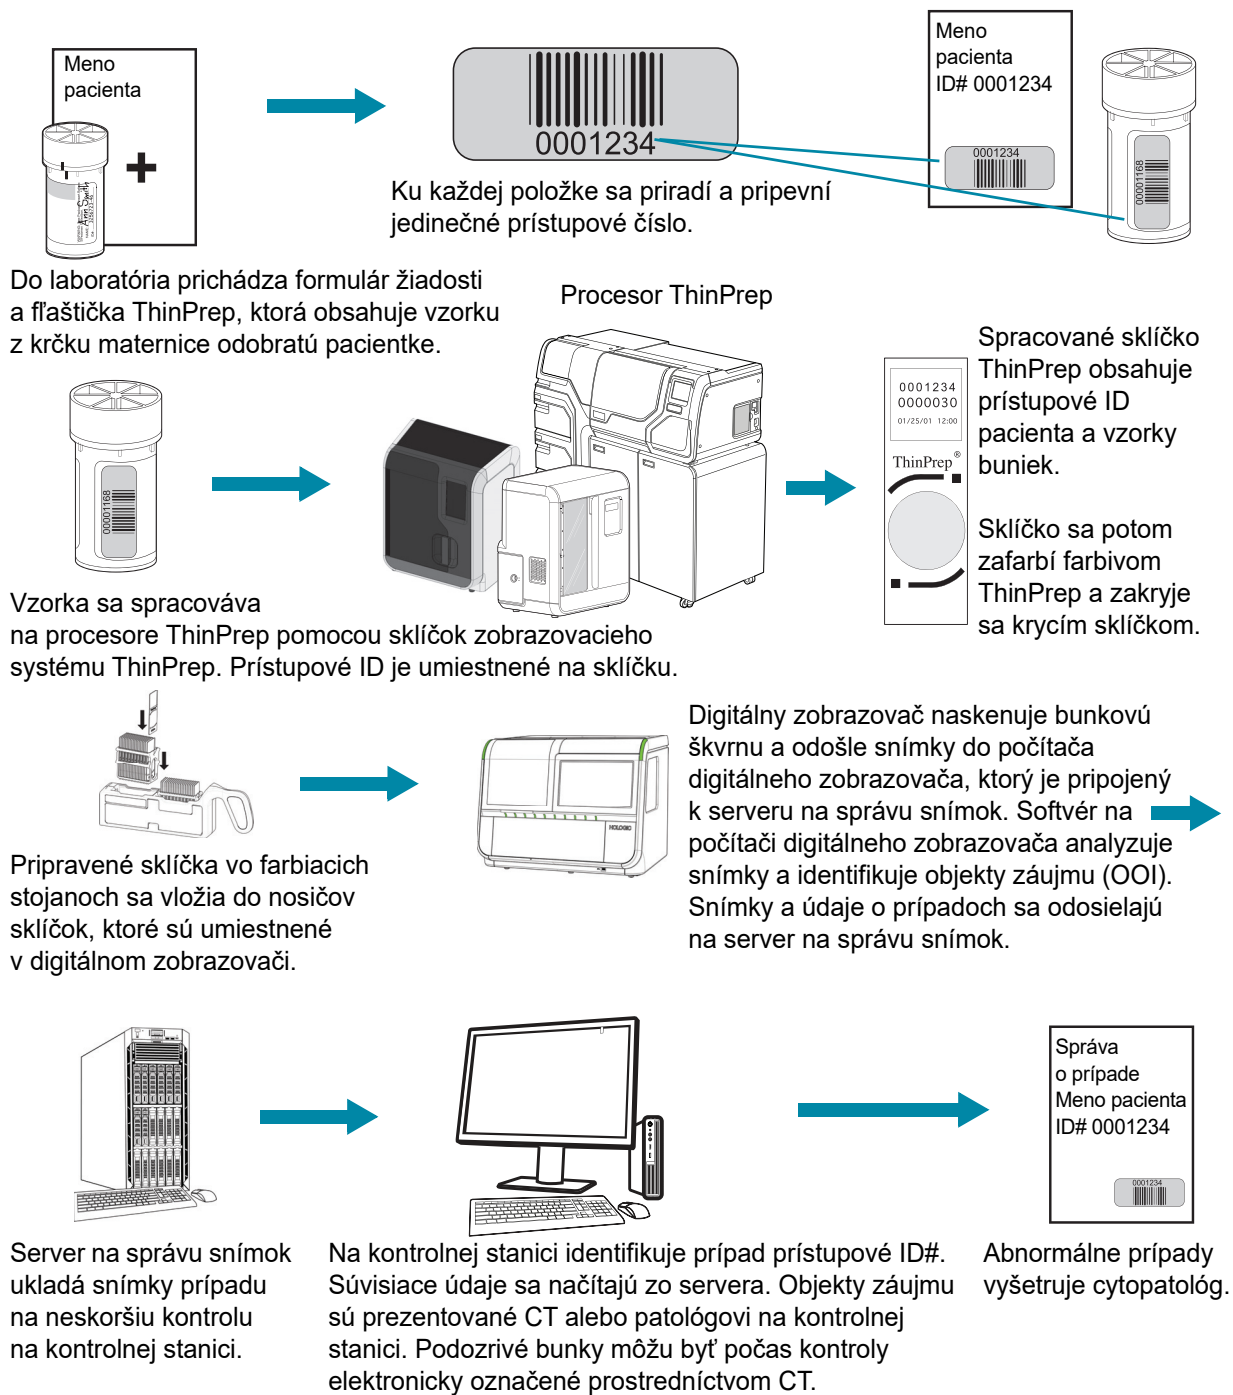 Meno
pacienta
Ann Smith
0001234
Meno
pacienta
ID# 0001234
0001234
00001168
Ku každej položke sa priradí a pripevní
jedinečné prístupové číslo.
Do laboratória prichádza formulár žiadosti
a fľaštička ThinPrep, ktorá obsahuje vzorku
z krčku maternice odobratú pacientke.
Procesor ThinPrep
00001168
0001234
0000030
01/25/01 12:00
ThinPrep®
Spracované sklíčko
ThinPrep obsahuje
prístupové ID
pacienta a vzorky
buniek.
Sklíčko sa potom
zafarbí farbivom
ThinPrep a zakryje
sa krycím sklíčkom.
Vzorka sa spracováva
na procesore ThinPrep pomocou sklíčok zobrazovacieho
systému ThinPrep. Prístupové ID je umiestnené na sklíčku.
HOLOGIC
Pripravené sklíčka vo farbiacich
stojanoch sa vložia do nosičov
sklíčok, ktoré sú umiestnené
v digitálnom zobrazovači.
Digitálny zobrazovač naskenuje bunkovú
škvrnu a odošle snímky do počítača
digitálneho zobrazovača, ktorý je pripojený
k serveru na správu snímok. Softvér na
počítači digitálneho zobrazovača analyzuje
snímky a identifikuje objekty záujmu (OOI).
Snímky a údaje o prípadoch sa odosielajú
na server na správu snímok.
Správa
o prípade
Meno pacienta
ID# 0001234
0001234
Server na správu snímok
ukladá snímky prípadu
na neskoršiu kontrolu
na kontrolnej stanici.
Na kontrolnej stanici identifikuje prípad prístupové ID#.
Súvisiace údaje sa načítajú zo servera. Objekty záujmu
sú prezentované CT alebo patológovi na kontrolnej
stanici. Podozrivé bunky môžu byť počas kontroly
elektronicky označené prostredníctvom CT.
Abnormálne prípady
vyšetruje cytopatológ.